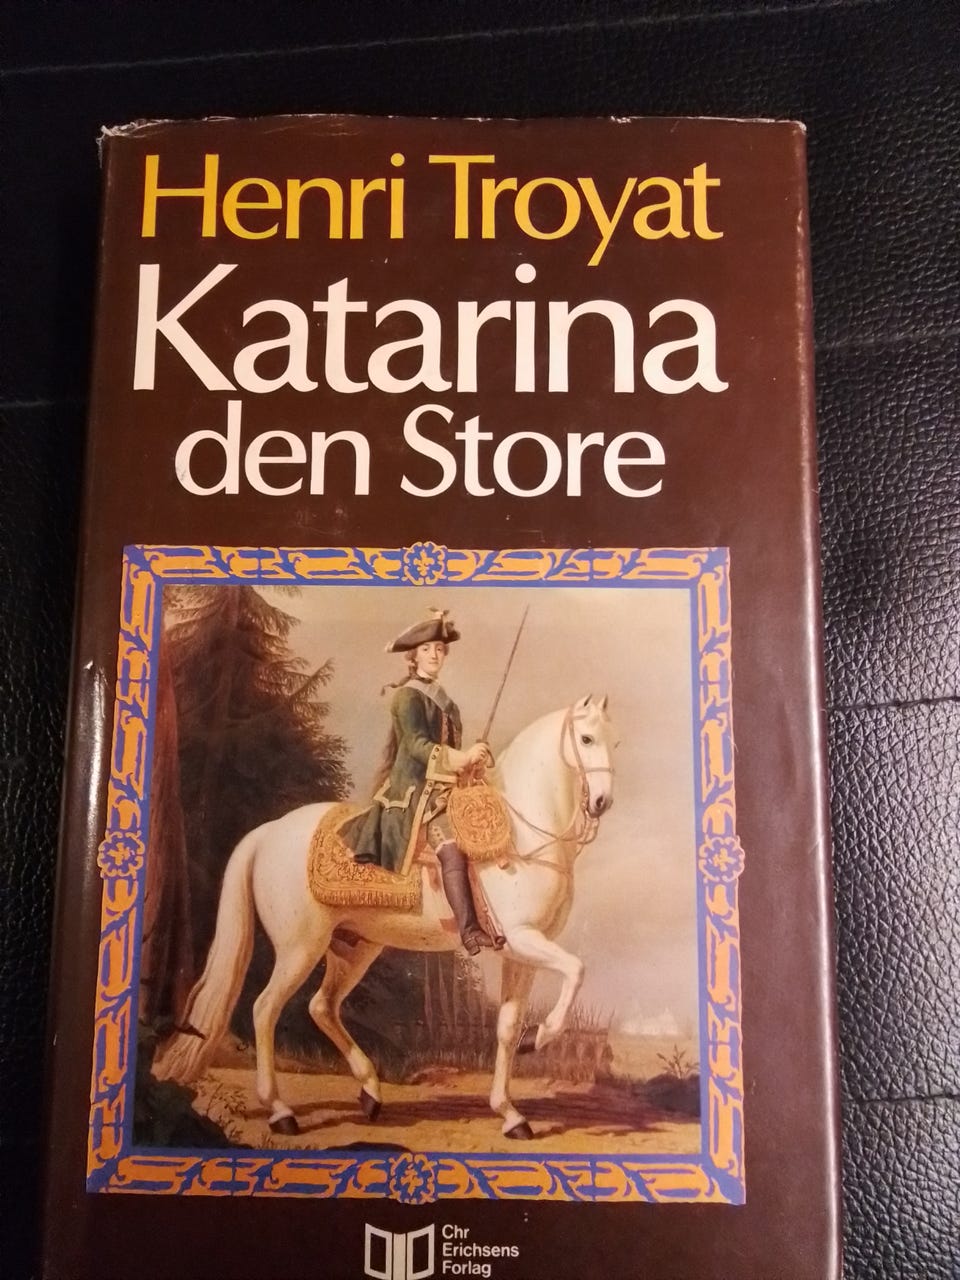 Henri Troyat
Katarina
den Store
Chr
Erichsens
Forlag